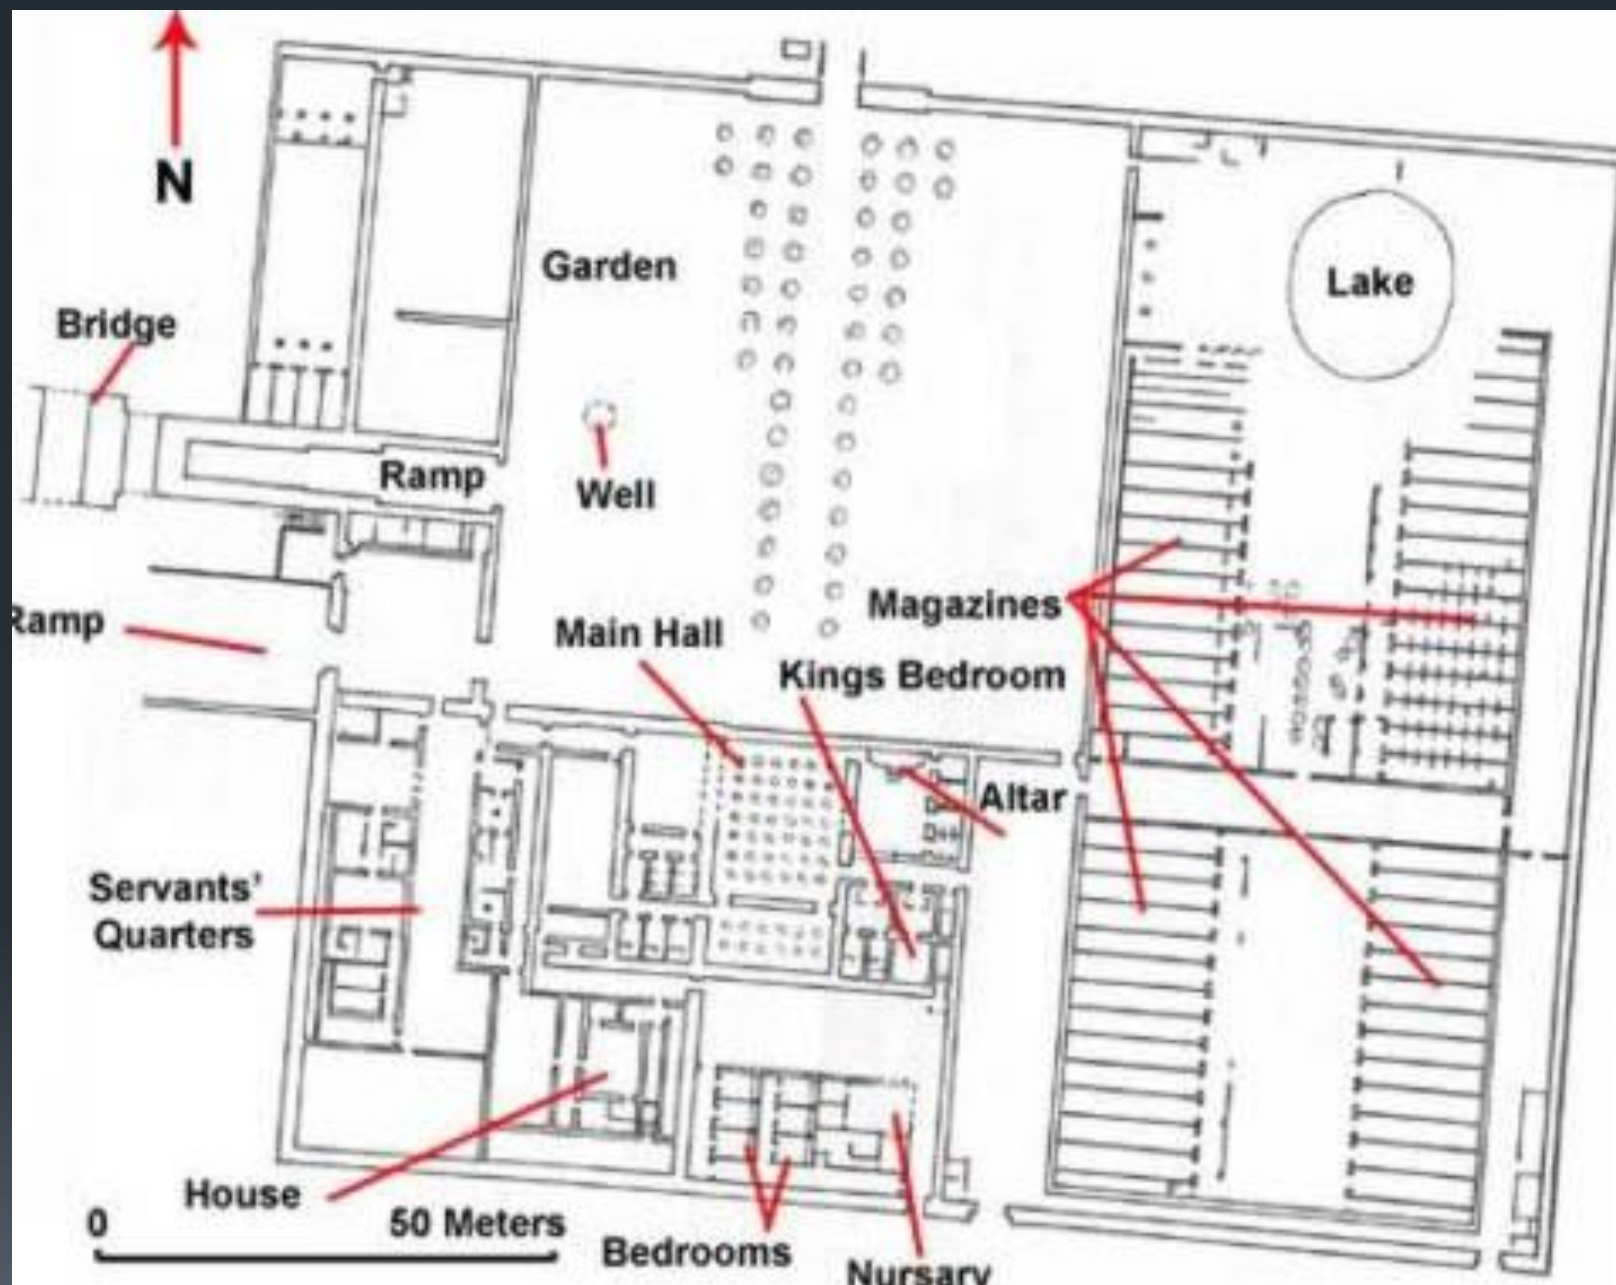 N
Garden
Lake
Bridge
Ramp
Well
Magazines
Ramp
Main Hall
Kings Bedroom
Altar
Servants'
Quarters
House
0
50 Meters
Bedrooms
Nursary